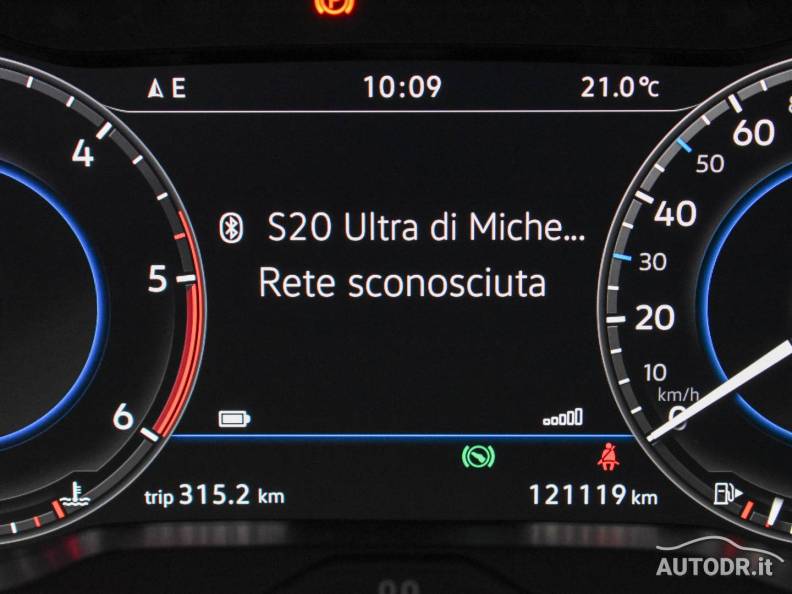 P
E
10:09
21.0°C
4
60
50
S20 Ultra di Miche...
40
5
Rete sconosciuta
30
20
10
km/h
6
0
trip 315.2 km
121119 km
AUTODR.it